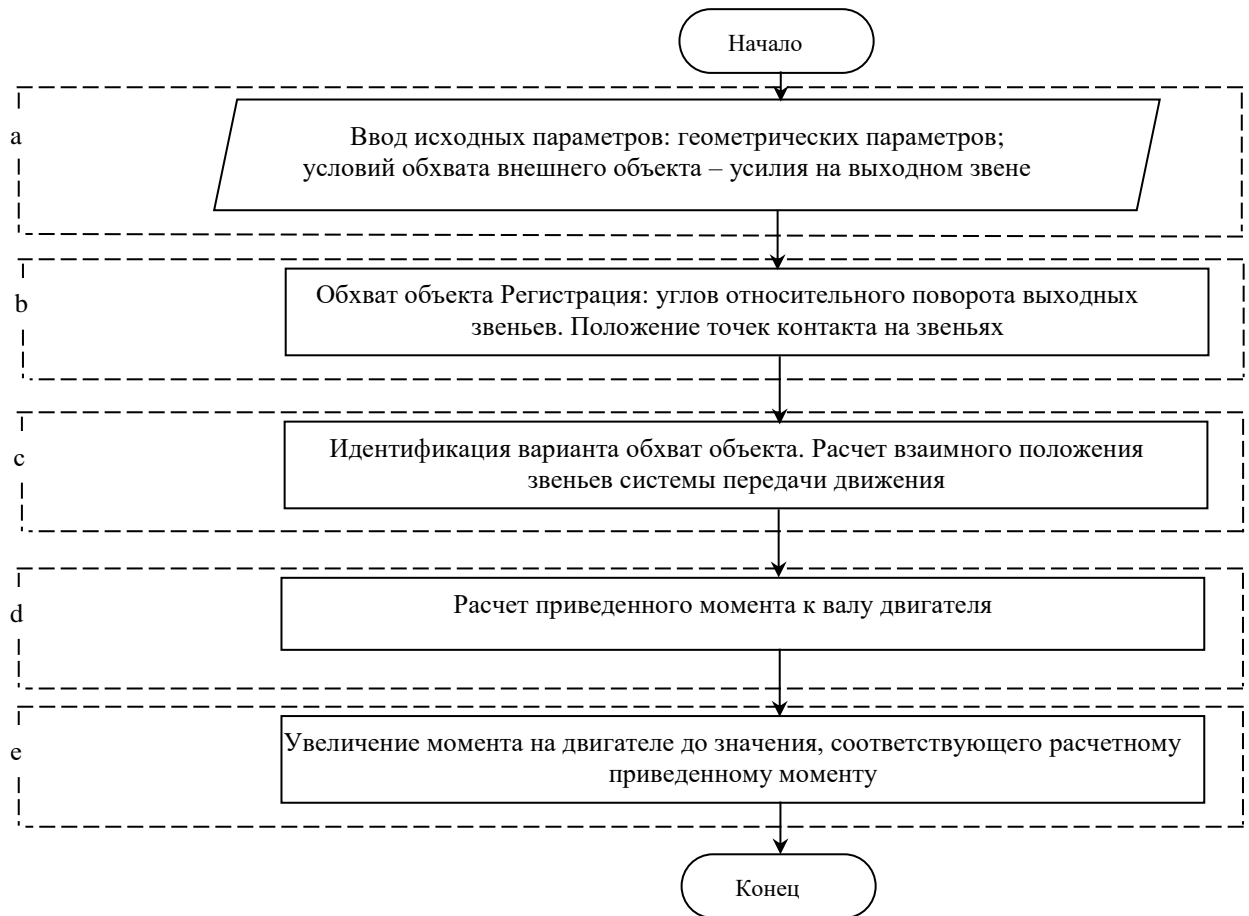 Начало
a
Ввод исходных параметров: геометрических параметров;
условий обхвата внешнего объекта – усилия на выходном звене
b
Обхват объекта Регистрация: углов относительного поворота выходных
звеньев. Положение точек контакта на звеньях
c
Идентификация варианта обхват объекта. Расчет взаимного положения
звеньев системы передачи движения
d
Расчет приведенного момента к валу двигателя
e
Увеличение момента на двигателе до значения, соответствующего расчетному
приведенному моменту
Конец